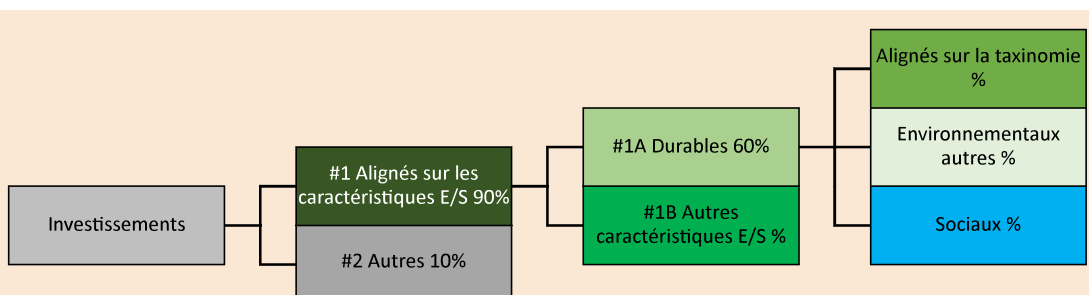 Investissements
#1 Alignés sur les
caractéristiques E/S 90%
#2 Autres 10%
#1A Durables 60%
#1B Autres
caractéristiques E/S %
Alignés sur la taxinomie
%
Environnementaux
autres %
Sociaux %